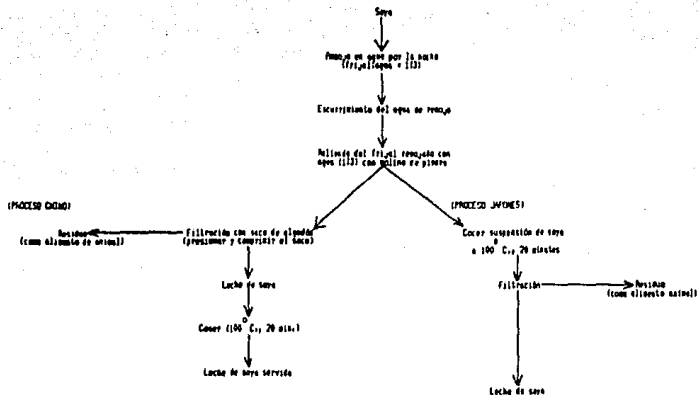 Soya
Remojo en agua por la noche
(frijol:agua = 1:3)
Escurrimiento del agua de remojo
Molienda del frijol remojado con
agua (1:3) con molino de piedra
(PROCESO CHINO)
(PROCESO JAPONES)
Residuo
(como alimento de animal)
Filtración con saco de algodón
(presionar y comprimir el saco)
Cocer suspensión de soya
a 100° C., 20 minutos
Leche de soya
Filtración
Residuo
(como alimento animal)
Cocer (100° C., 20 min.)
Leche de soya servida
Leche de soya